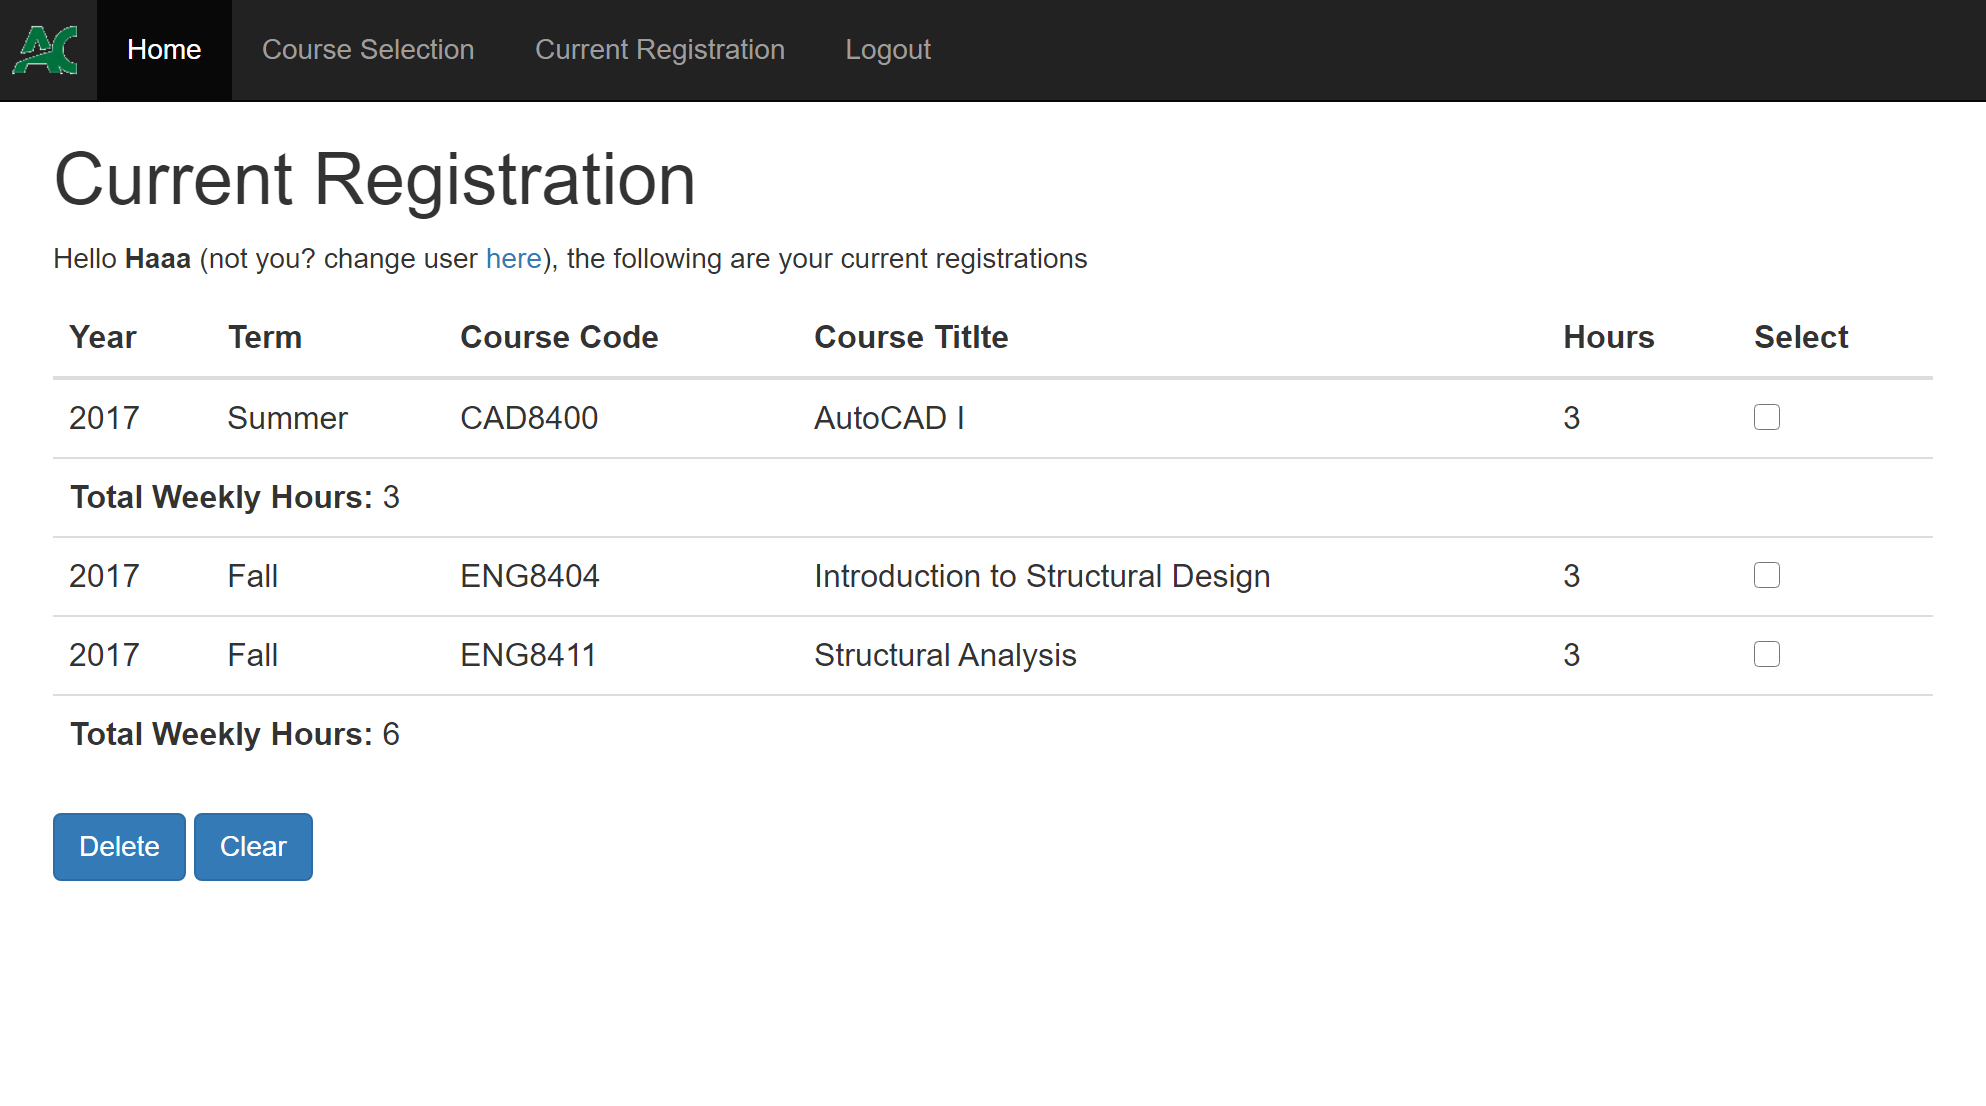 AC Home Course Selection Current Registration Logout
Current Registration
Hello Haaa (not you? change user here), the following are your current registrations
Year Term Course Code Course Titlte Hours Select
2017 Summer CAD8400 AutoCAD I 3
Total Weekly Hours: 3
2017 Fall ENG8404 Introduction to Structural Design 3
2017 Fall ENG8411 Structural Analysis 3
Total Weekly Hours: 6
Delete Clear